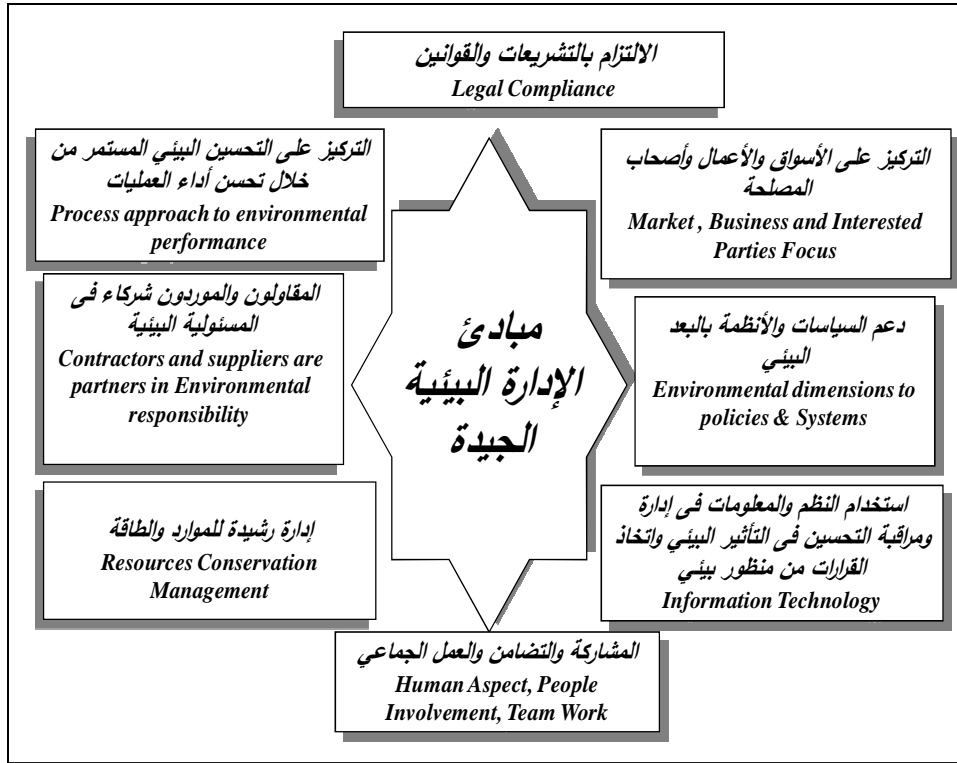 الالتزام بالتشريعات والقوانين
Legal Compliance
التركيز على الأسواق والأعمال وأصحاب
المصلحة
Market , Business and Interested
Parties Focus
التركيز على التحسين البيئي المستمر من
خلال تحسن أداء العمليات
Process approach to environmental
performance
دعم السياسات والأنظمة بالبعد
البيئي
Environmental dimensions to
policies & Systems
مبادئ
الإدارة البيئية
الجيدة
المقاولون والموردون شركاء فى
المسئولية البيئية
Contractors and suppliers are
partners in Environmental
responsibility
استخدام النظم والمعلومات فى إدارة
ومراقبة التحسين فى التأثير البيئي واتخاذ
القرارات من منظور بيئي
Information Technology
إدارة رشيدة للموارد والطاقة
Resources Conservation
Management
المشاركة والتضامن والعمل الجماعي
Human Aspect, People
Involvement, Team Work